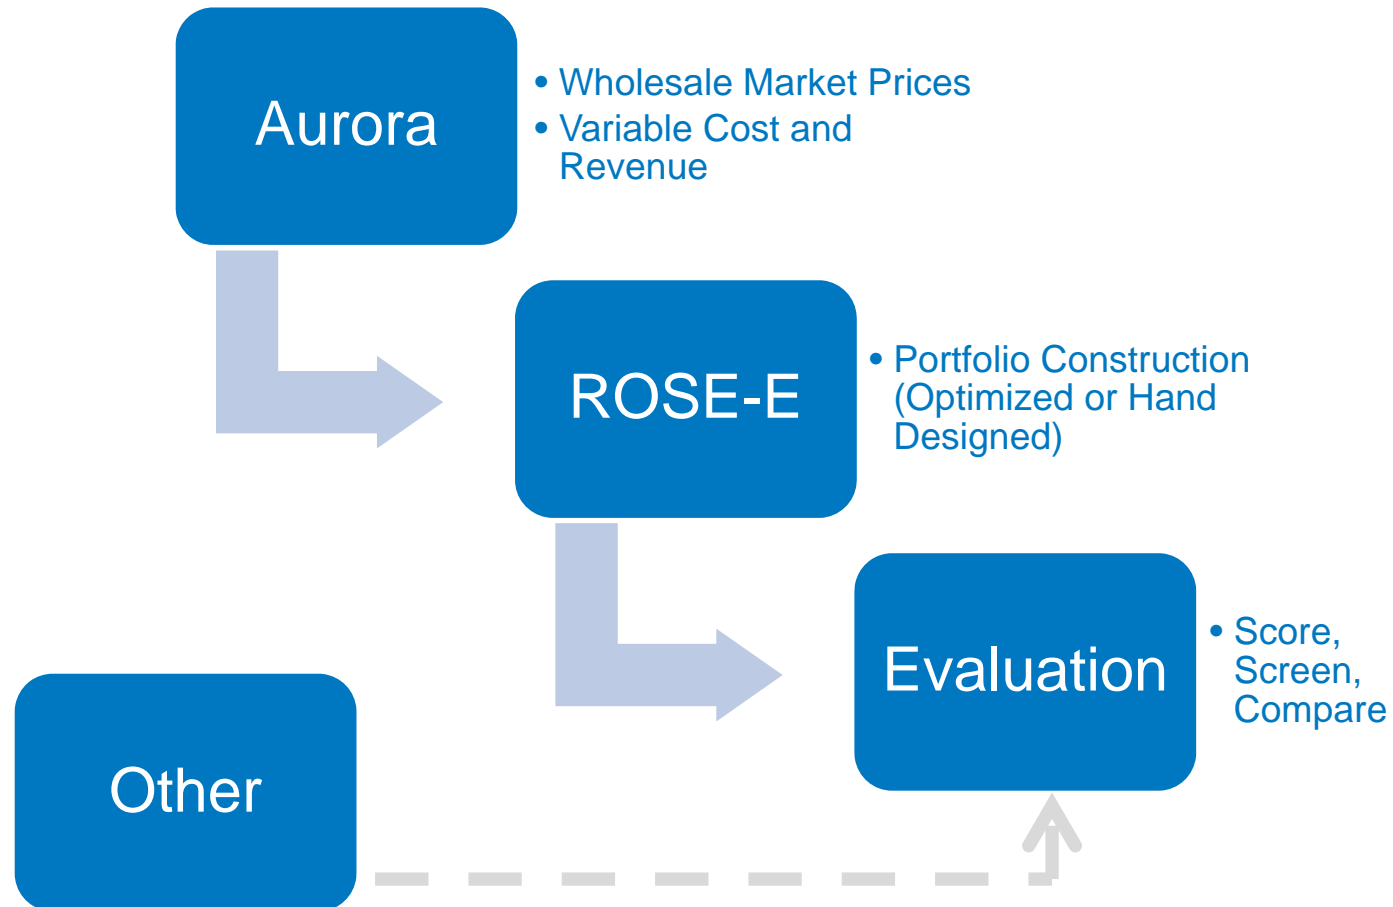 Aurora
• Wholesale Market Prices
• Variable Cost and
Revenue
ROSE-E
• Portfolio Construction
(Optimized or Hand
Designed)
Evaluation
• Score,
Screen,
Compare
Other